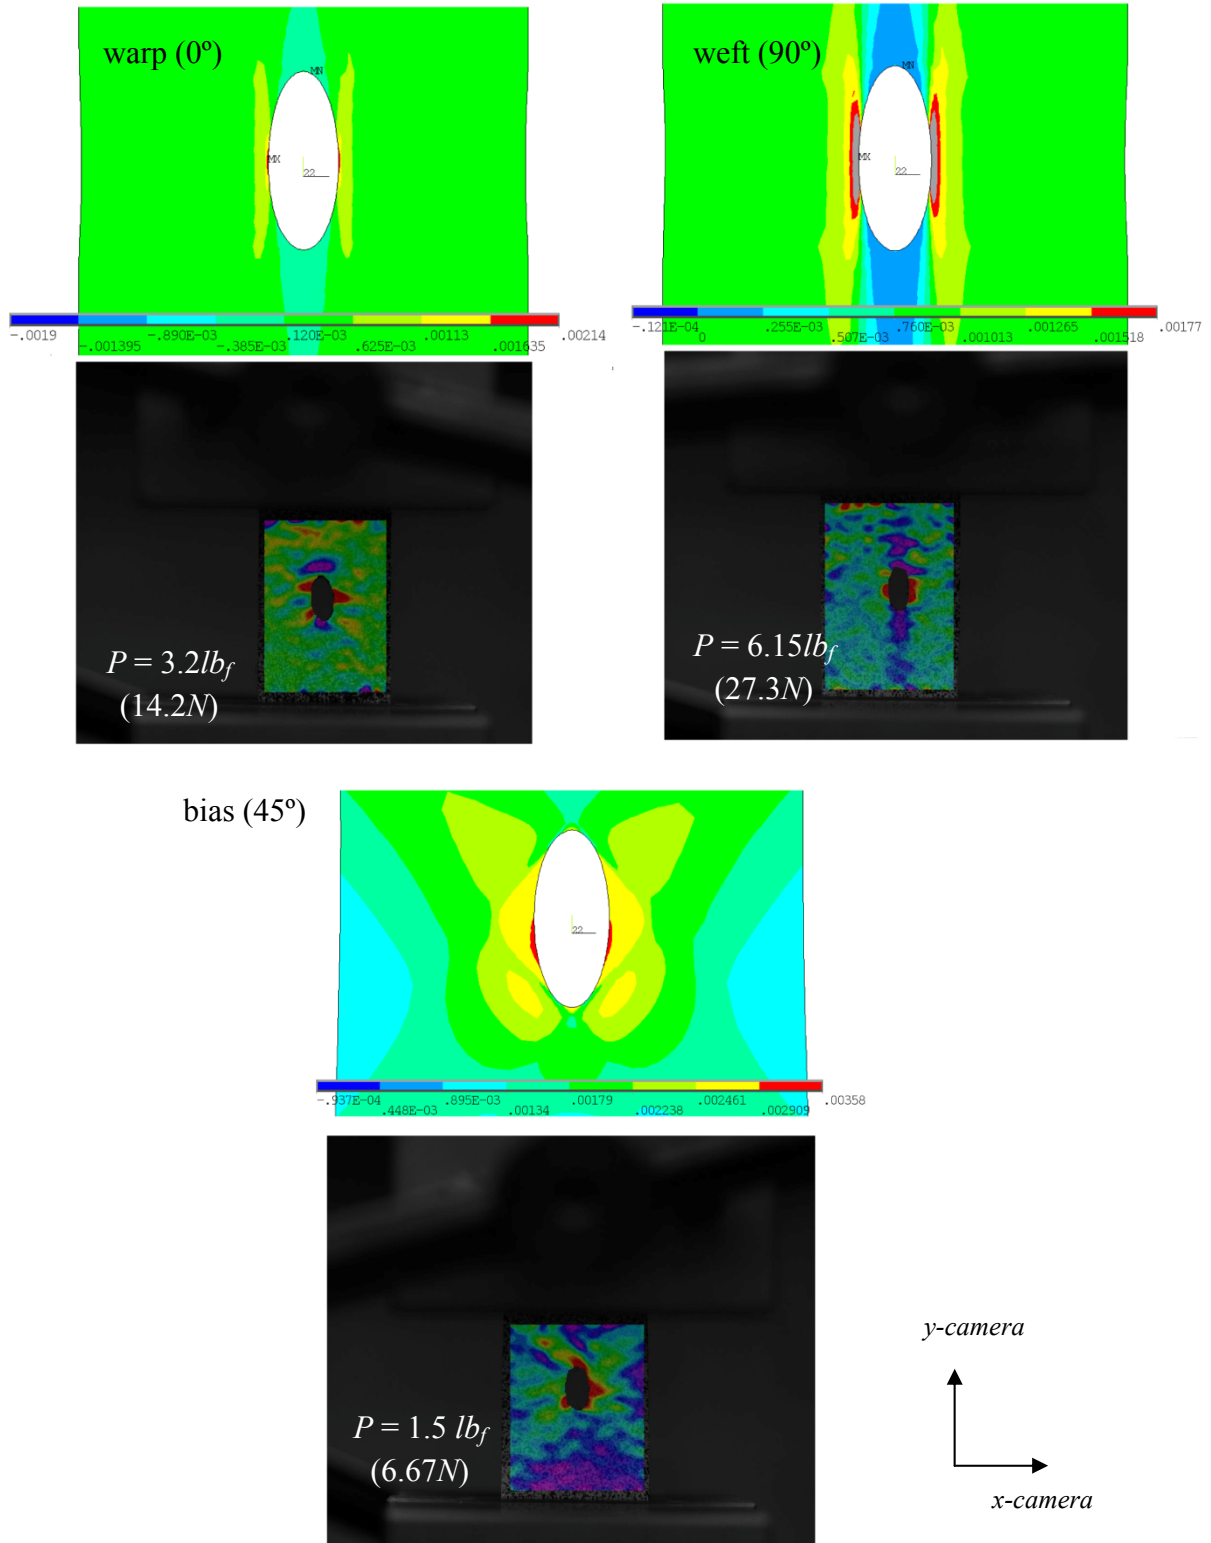 warp (0º)
weft (90º)
MN
MX
22
MN
MX
22
-.0019 -.890E-03 .120E-03 .00113 .00214
-.001395 -.385E-03 .625E-03 .001635
-.121E-04 .255E-03 .760E-03 .001265 .00177
0 .507E-03 .001013 .001518
P = 3.2lbf
(14.2N)
P = 6.15lbf
(27.3N)
bias (45º)
22
-.937E-04 .895E-03 .00179 .002461 .00358
.448E-03 .00134 .002238 .002909
P = 1.5 lbf
(6.67N)
y-camera
x-camera